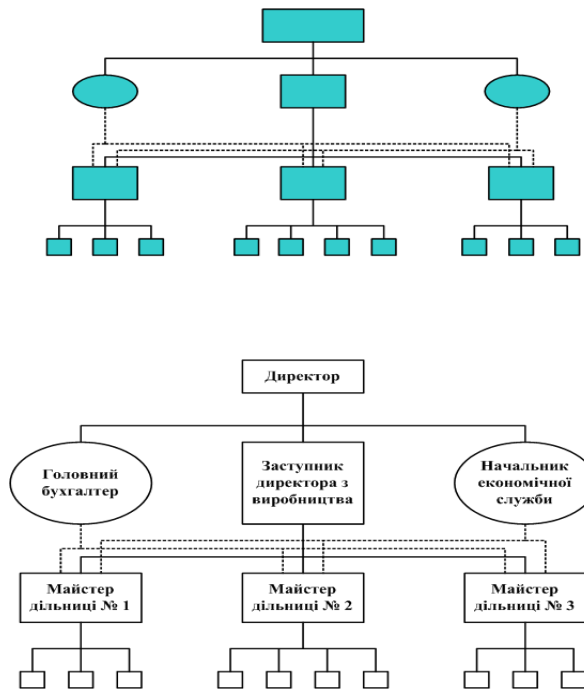 Директор
Головний
бухгалтер
Заступник
директора з
виробництва
Начальник
економічної
служби
Майстер
дільниці № 1
Майстер
дільниці № 2
Майстер
дільниці № 3